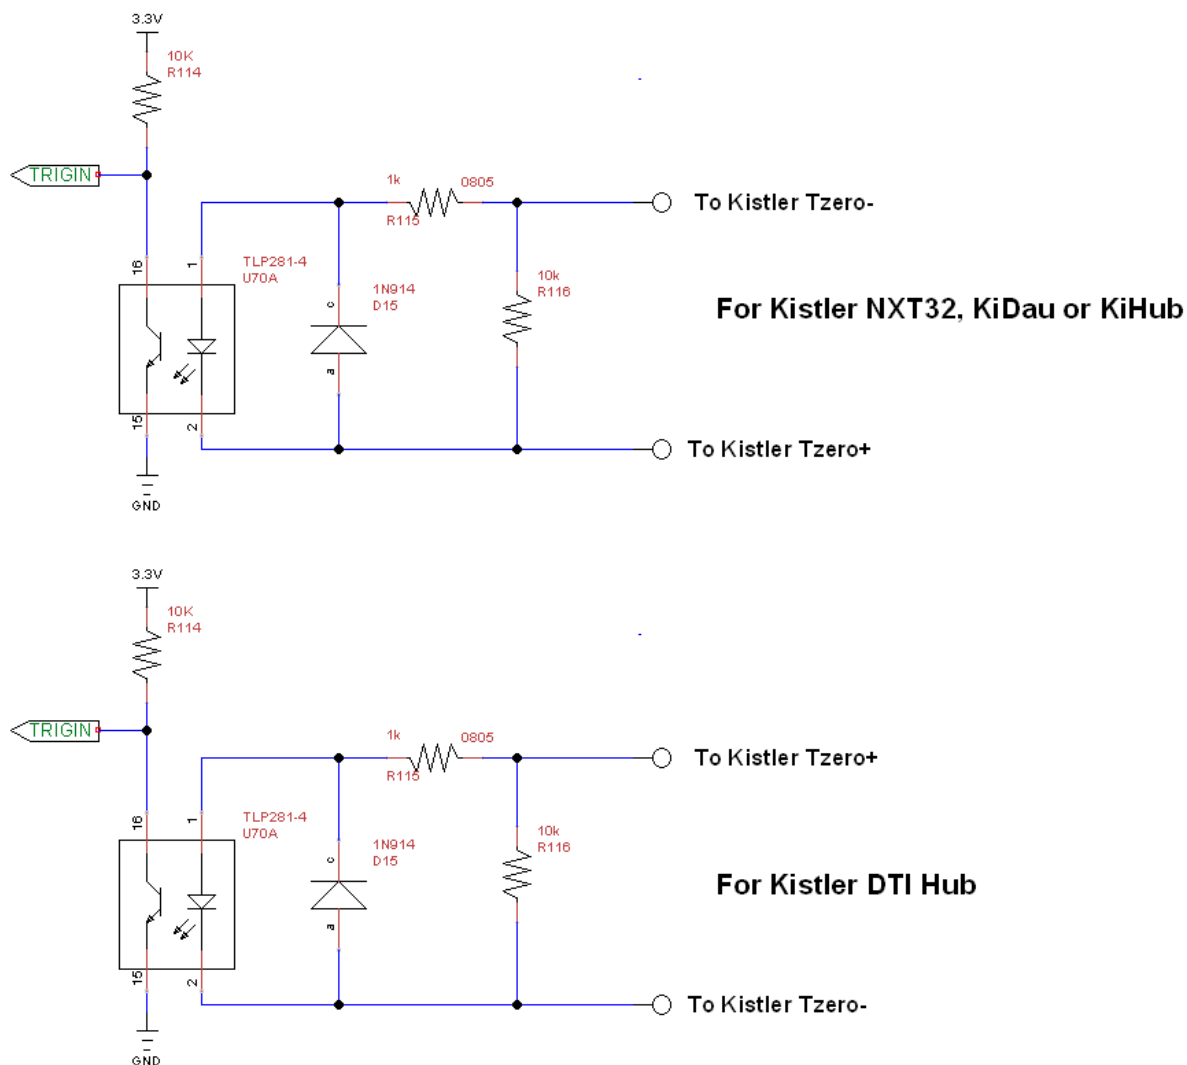 3.3V
10K
R114
TRIGIN
1k
0805
R115
To Kistler Tzero-
16
1
TLP281-4
U70A
1N914
D15
c
10k
R116
For Kistler NXT32, KiDau or KiHub
a
15
2
To Kistler Tzero+
GND
3.3V
10K
R114
TRIGIN
1k
0805
R115
To Kistler Tzero+
16
1
TLP281-4
U70A
1N914
D15
c
10k
R116
For Kistler DTI Hub
a
15
2
To Kistler Tzero-
GND